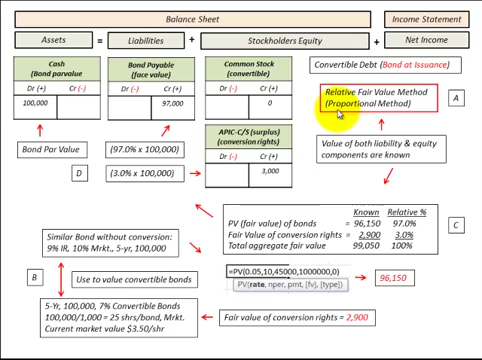 Balance Sheet
Income Statement
Assets
=
Liabilities
+
Stockholders Equity
+
Net Income
Cash
(Bond parvalue
Dr (+) Cr (-)
100,000
Bond Payable
(face value)
Dr (-) Cr (+)
97,000
Common Stock
(convertible)
Dr (-) Cr (+)
0
Convertible Debt (Bond at Issuance)
Relative Fair Value Method
(Proportional Method)
A
APIC-C/S (surplus)
(conversion rights)
Dr (-) Cr (+)
3,000
Bond Par Value
(97.0% x 100,000)
D
(3.0% x 100,000)
Value of both liability & equity
components are known
Known Relative %
PV (fair value) of bonds = 96,150 97.0%
Fair Value of conversion rights = 2,900 3.0%
Total aggregate fair value 99,050 100%
C
Similar Bond without conversion:
9% IR, 10% Mrkt., 5-yr, 100,000
B
Use to value convertible bonds
=PV(0.05,10,45000,1000000,0)
PV(rate, nper, pmt, [fv], [type])
96,150
5-Yr, 100,000, 7% Convertible Bonds
100,000/1,000 = 25 shrs/bond, Mrkt.
Current market value $3.50/shr
Fair value of conversion rights = 2,900